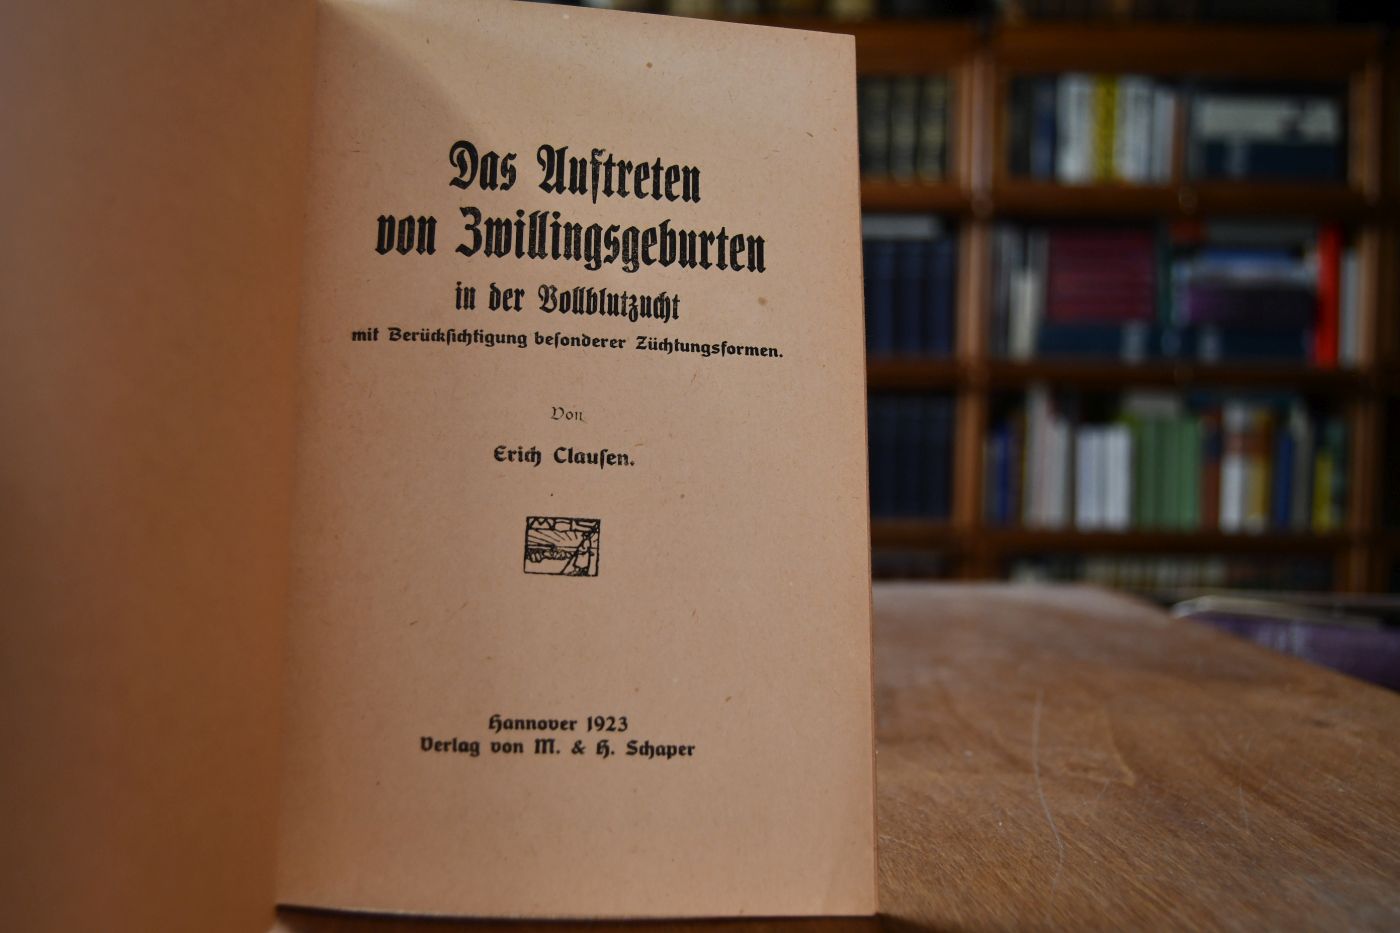 Das Auftreten
von Zwillingsgeburten
in der Vollblutzucht
mit Berückſichtigung beſonderer Züchtungsformen.
Von
Erich Clauſen.
Hannover 1923
Verlag von M. & H. Schaper